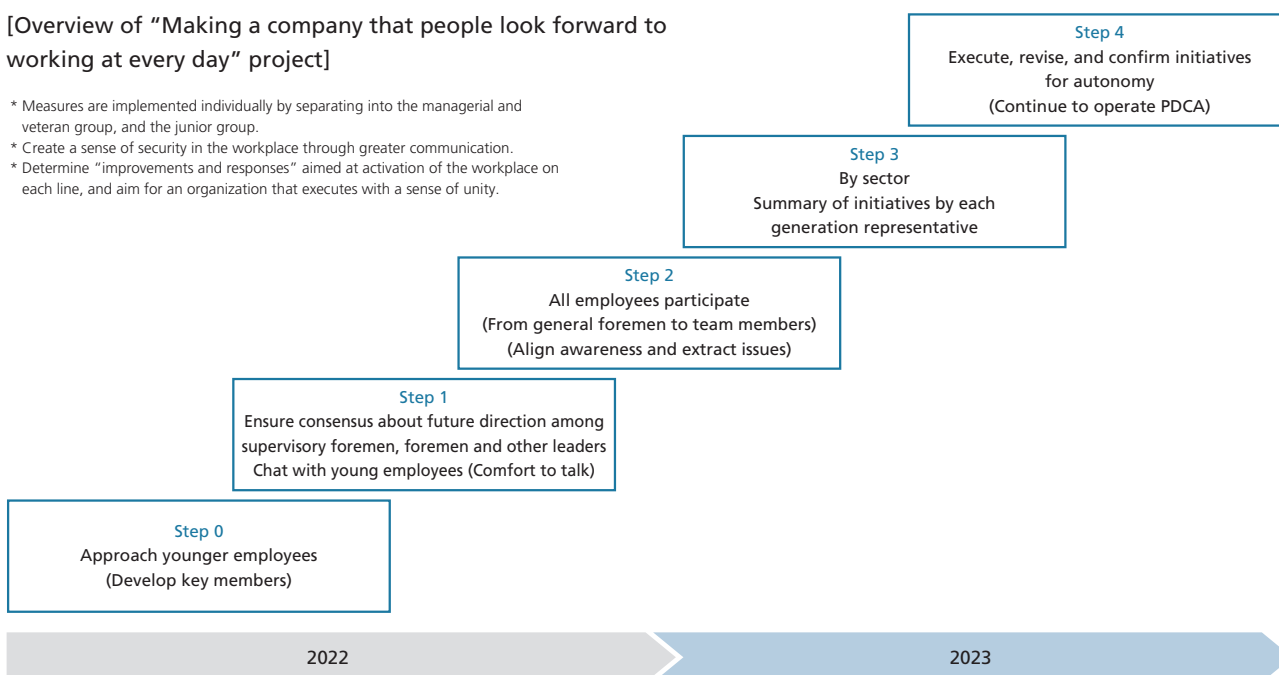 [Overview of “Making a company that people look forward to
working at every day” project]
* Measures are implemented individually by separating into the managerial and
veteran group, and the junior group.
* Create a sense of security in the workplace through greater communication.
* Determine “improvements and responses” aimed at activation of the workplace on
each line, and aim for an organization that executes with a sense of unity.
Step 4
Execute, revise, and confirm initiatives
for autonomy
(Continue to operate PDCA)
Step 3
By sector
Summary of initiatives by each
generation representative
Step 2
All employees participate
(From general foremen to team members)
(Align awareness and extract issues)
Step 1
Ensure consensus about future direction among
supervisory foremen, foremen and other leaders
Chat with young employees (Comfort to talk)
Step 0
Approach younger employees
(Develop key members)
2022
2023